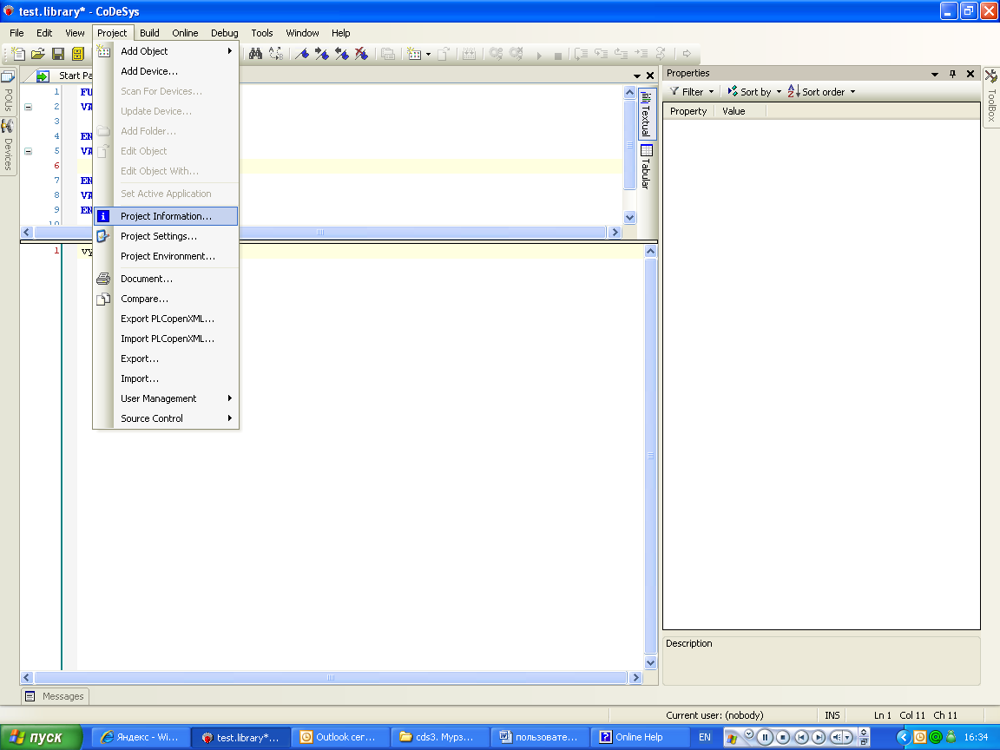 test.library* - CoDeSys
File Edit View Project Build Online Debug Tools Window Help
Start Pa
Add Object
Add Device...
Scan For Devices...
Update Device...
Add Folder...
Edit Object
Edit Object With...
Set Active Application
Project Information...
Project Settings...
Project Environment...
Document...
Compare...
Export PLCopenXML...
Import PLCopenXML...
Export...
Import...
User Management
Source Control
POUs
Devices
1 FU
2 VA
3
4 EN
5 VA
6
7 EN
8 VA
9 EN
10
1 vy
Textual
Tabular
Properties
Filter Sort by Sort order
Property Value
Description
ToolBox
Messages
Current user: (nobody) INS Ln 1 Col 11 Ch 11
пуск Яндекс - Wi... test.library*... Outlook сег... cds3. Мурз... пользовате... Online Help EN 16:34